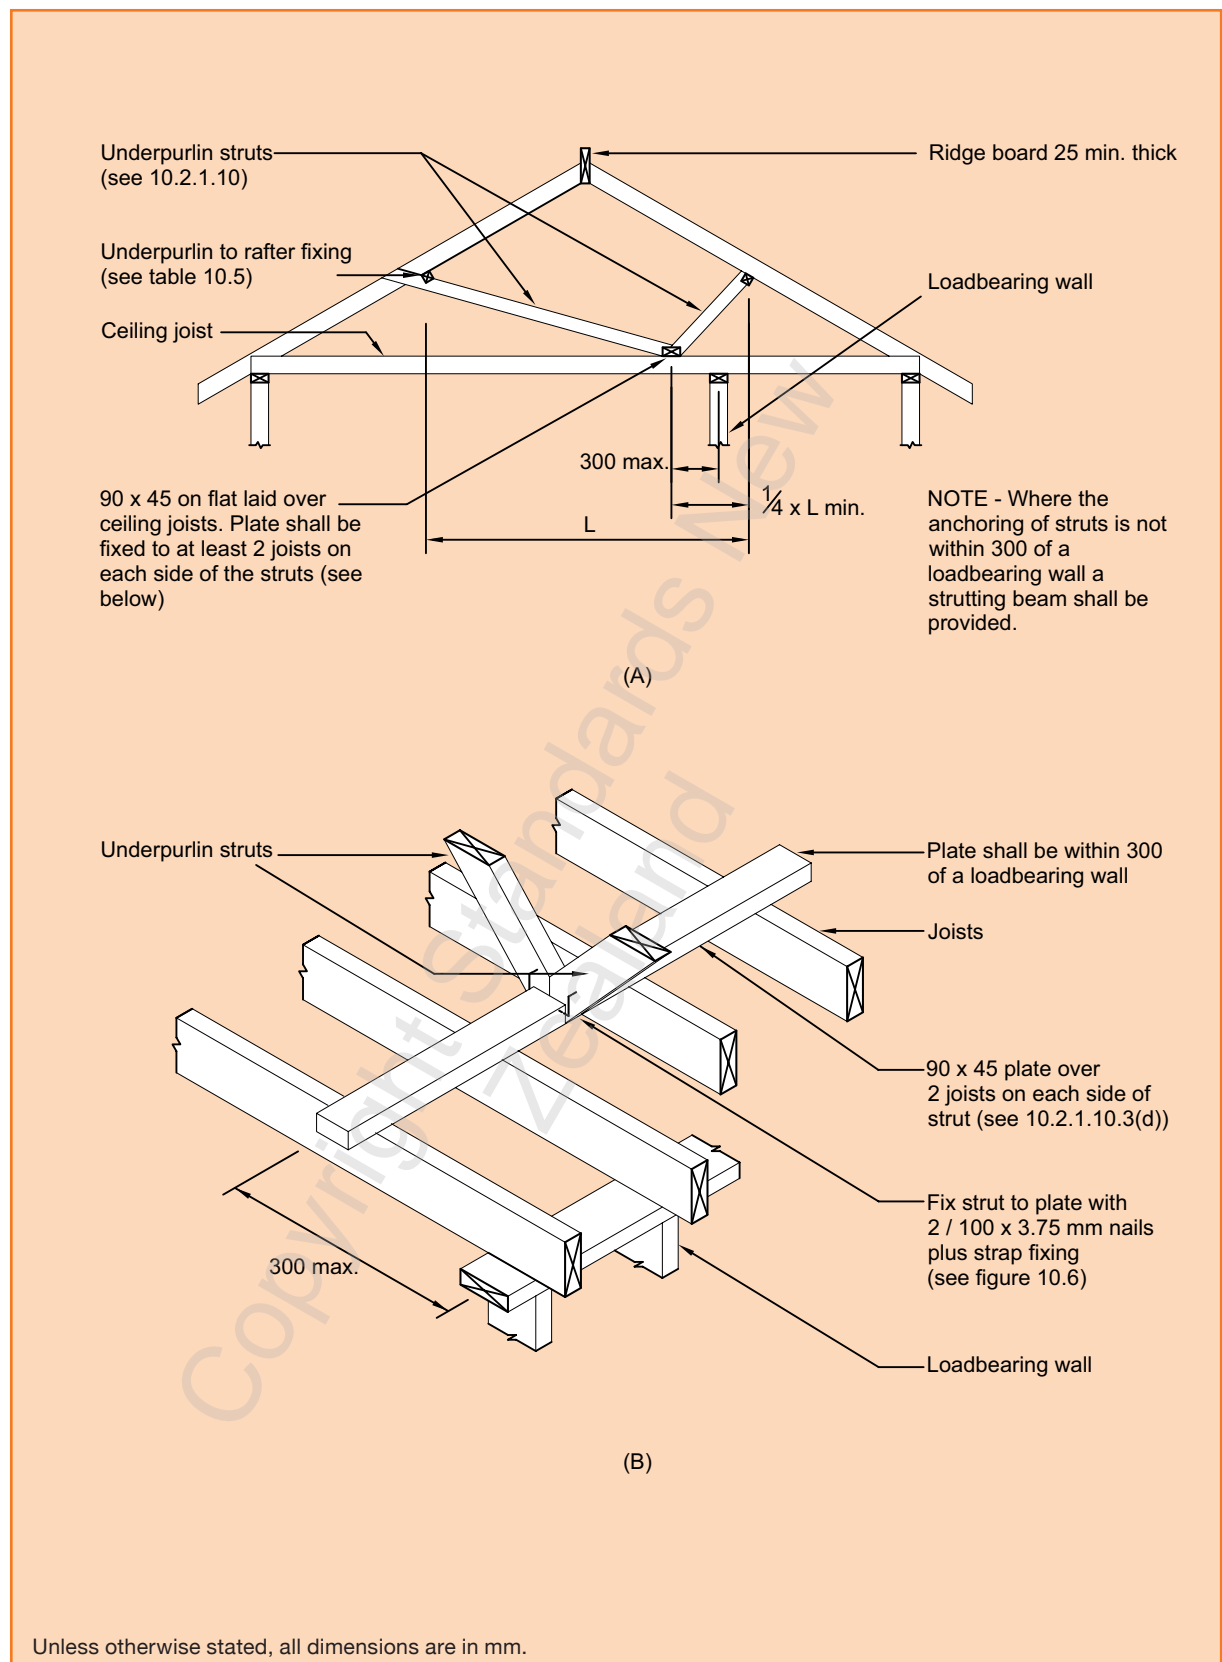 Underpurlin struts
(see 10.2.1.10)
Ridge board 25 min. thick
Underpurlin to rafter fixing
(see table 10.5)
Loadbearing wall
Ceiling joist
300 max.
1/4 x L min.
L
90 x 45 on flat laid over
ceiling joists. Plate shall be
fixed to at least 2 joists on
each side of the struts (see
below)
NOTE - Where the
anchoring of struts is not
within 300 of a
loadbearing wall a
strutting beam shall be
provided.
(A)
Underpurlin struts
Plate shall be within 300
of a loadbearing wall
Joists
90 x 45 plate over
2 joists on each side of
strut (see 10.2.1.10.3(d))
Fix strut to plate with
2 / 100 x 3.75 mm nails
plus strap fixing
(see figure 10.6)
300 max.
Loadbearing wall
(B)
Copyright Standards New
Zealand
Unless otherwise stated, all dimensions are in mm.